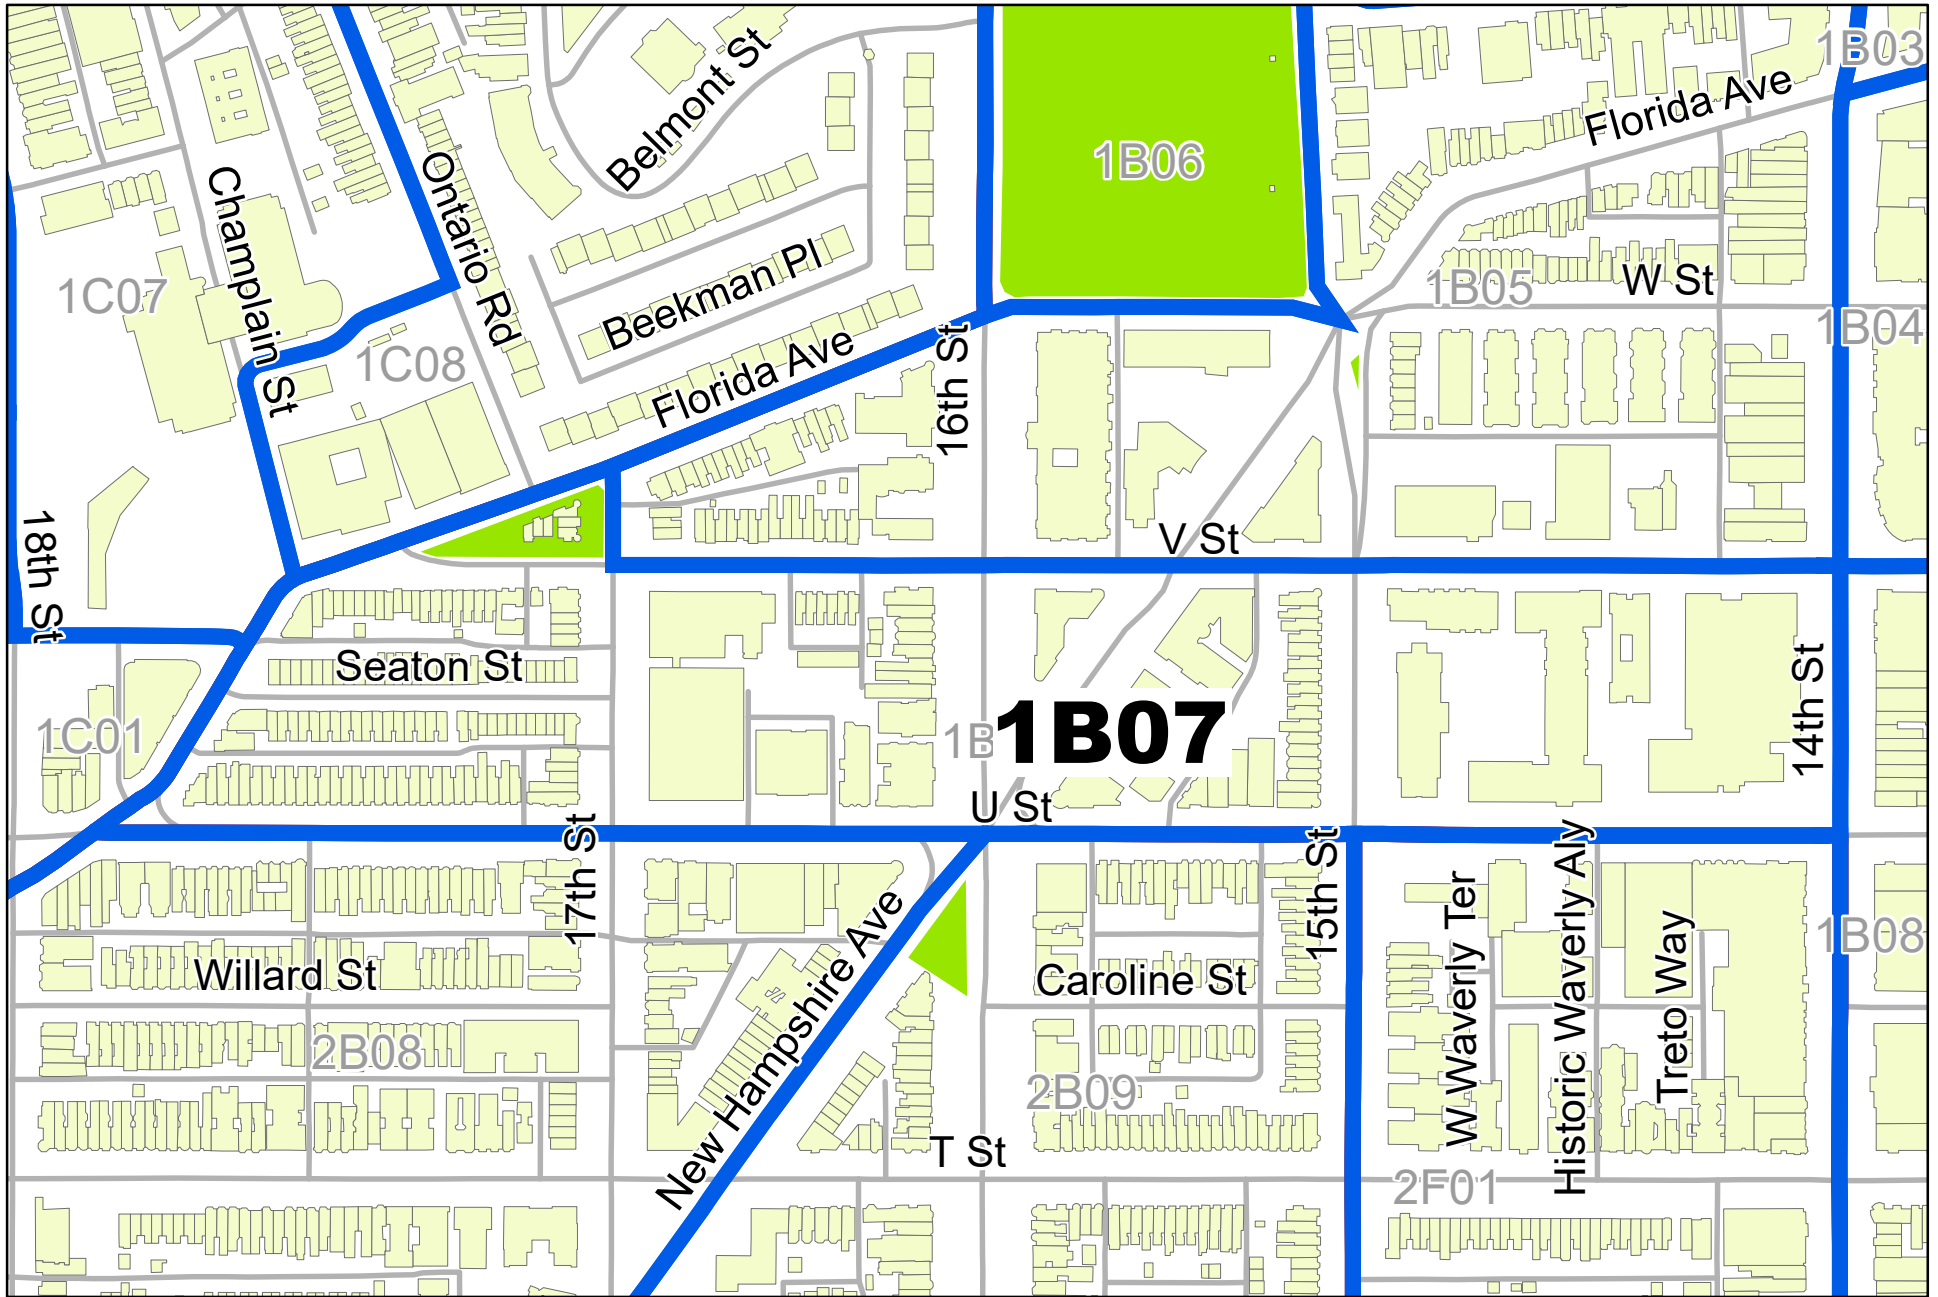 1B03
Belmont St
Florida Ave
1B06
Champlain St
Ontario Rd
1C07
Beekman Pl
1B05
W St
1B04
1C08
Florida Ave
16th St
18th St
V St
Seaton St
14th St
1C01
1B
1B07
U St
17th St
15th St
New Hampshire Ave
W Waverly Ter
Historic Waverly Aly
Treto Way
1B08
Willard St
Caroline St
2B08
2B09
T St
2F01